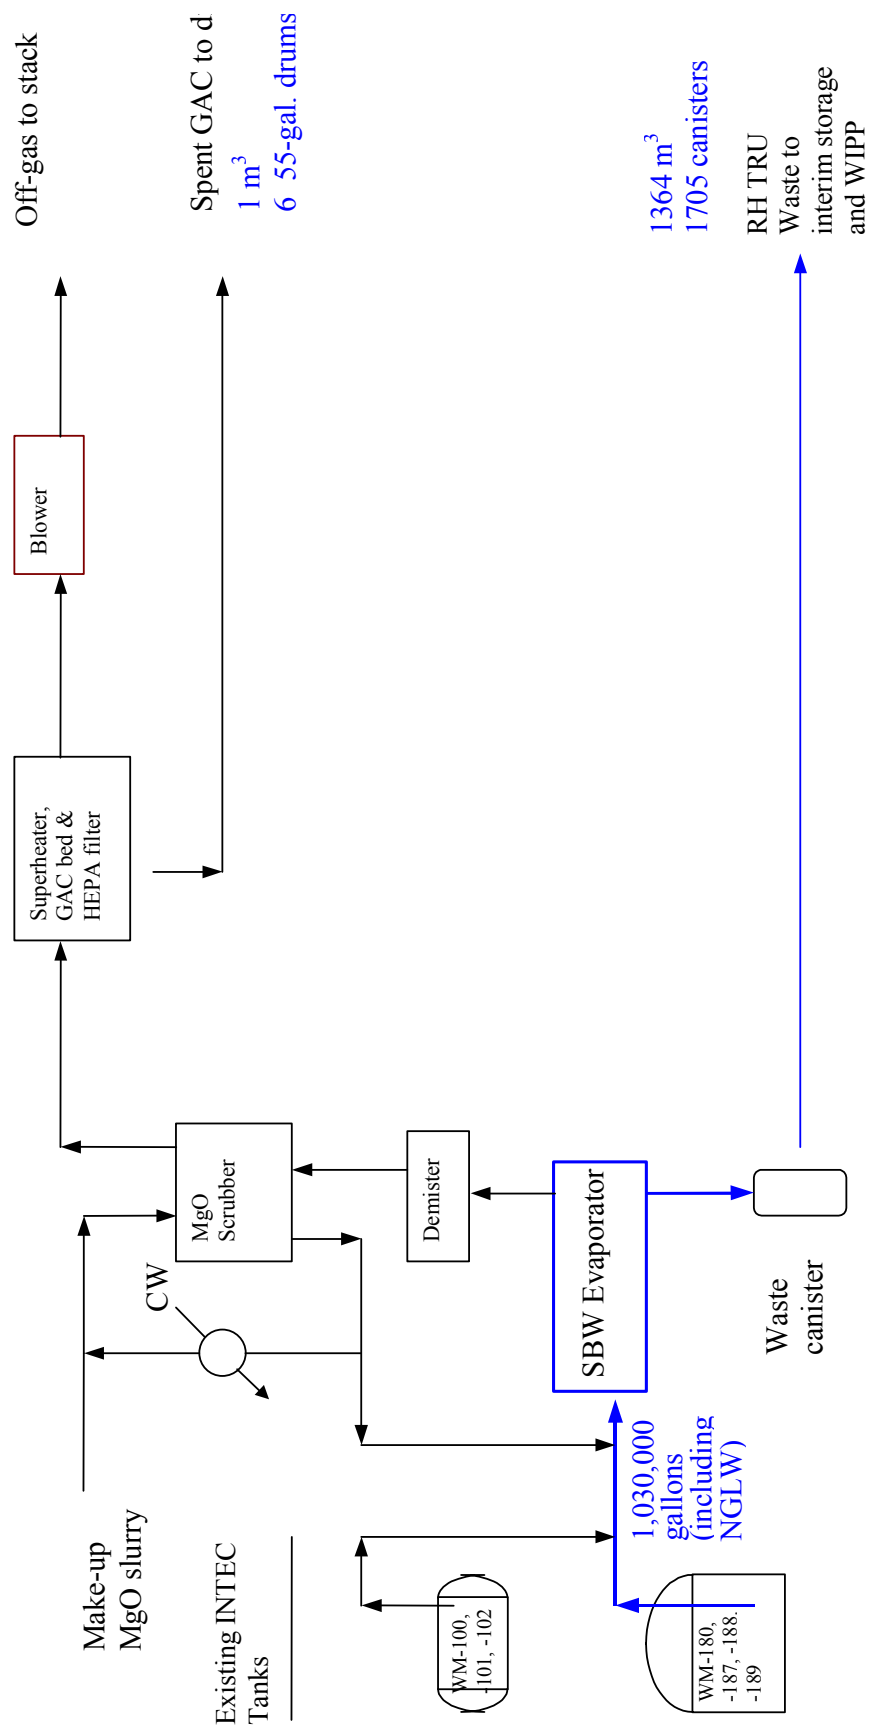 Off-gas to stack
Spent GAC to d
1 m³
6 55-gal. drums
1364 m³
1705 canisters
RH TRU
Waste to
interim storage
and WIPP
Blower
Superheater,
GAC bed &
HEPA filter
MgO
Scrubber
CW
Demister
SBW Evaporator
Waste
canister
Make-up
MgO slurry
Existing INTEC
Tanks
1,030,000
gallons
(including
NGLW)
WM-100,
-101, -102
WM-180,
-187, -188.
-189